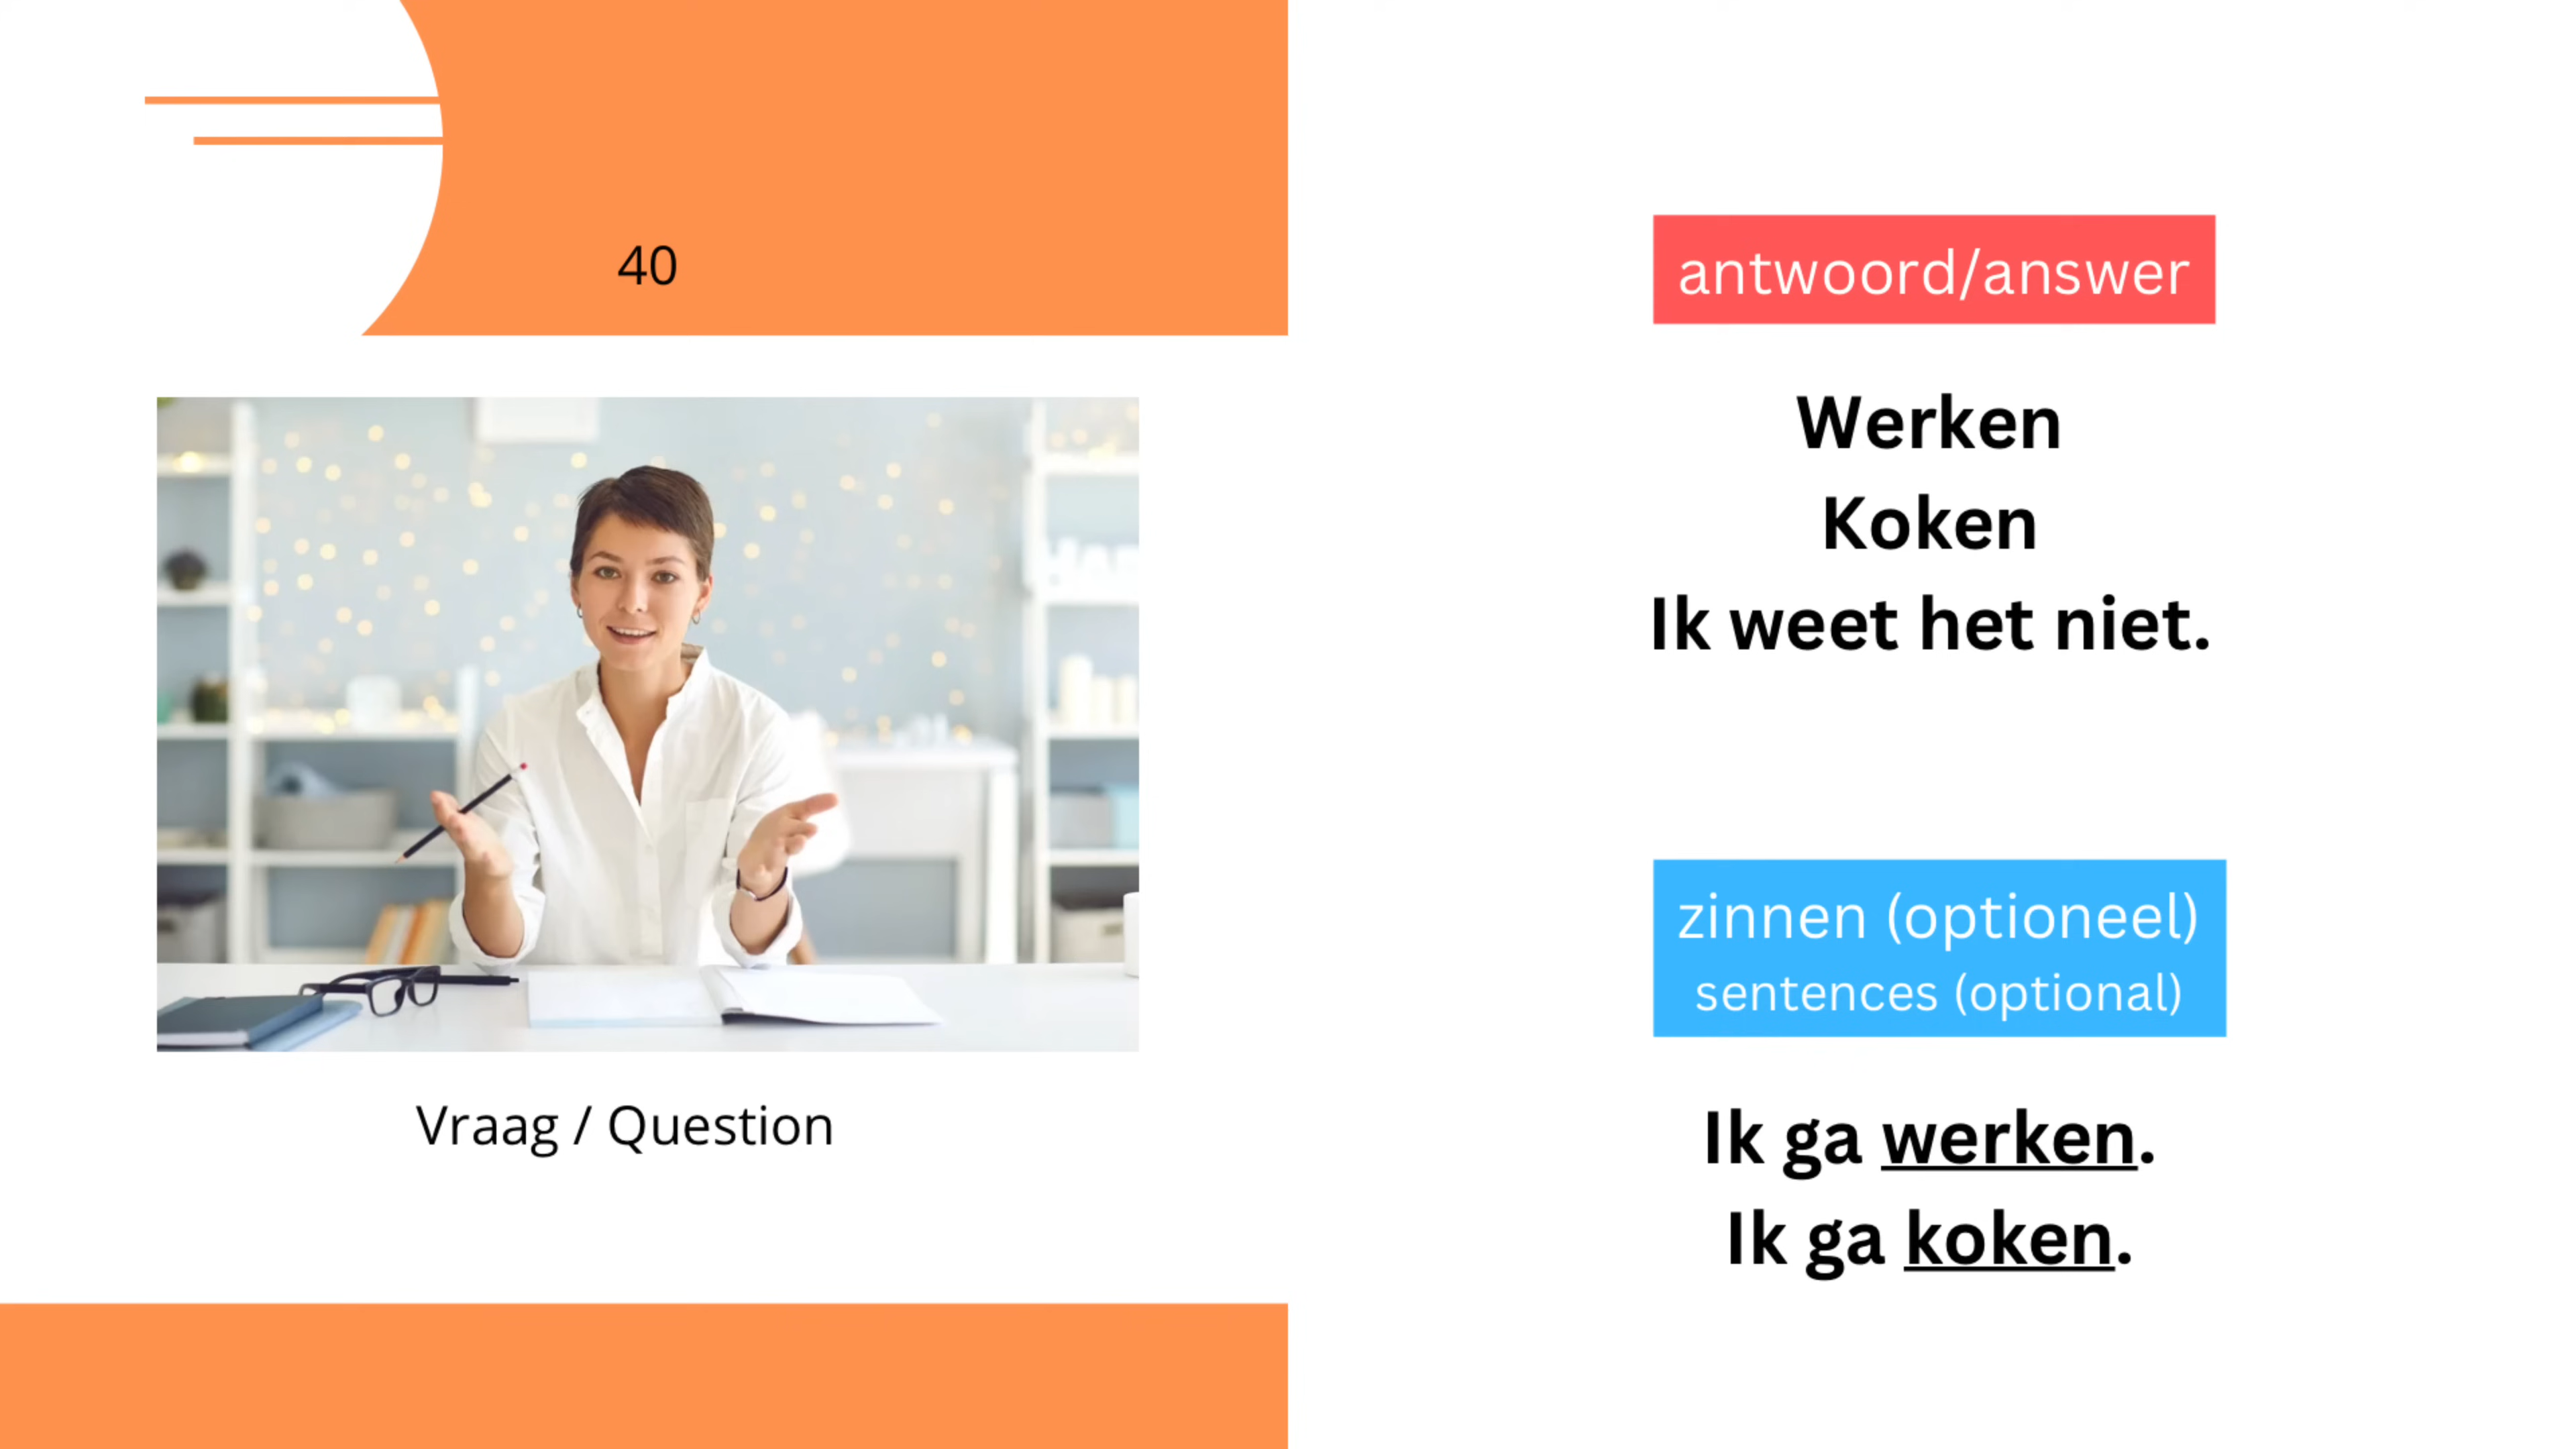 40
Vraag / Question
antwoord/answer
Werken
Koken
Ik weet het niet.
zinnen (optioneel)
sentences (optional)
Ik ga werken.
Ik ga koken.